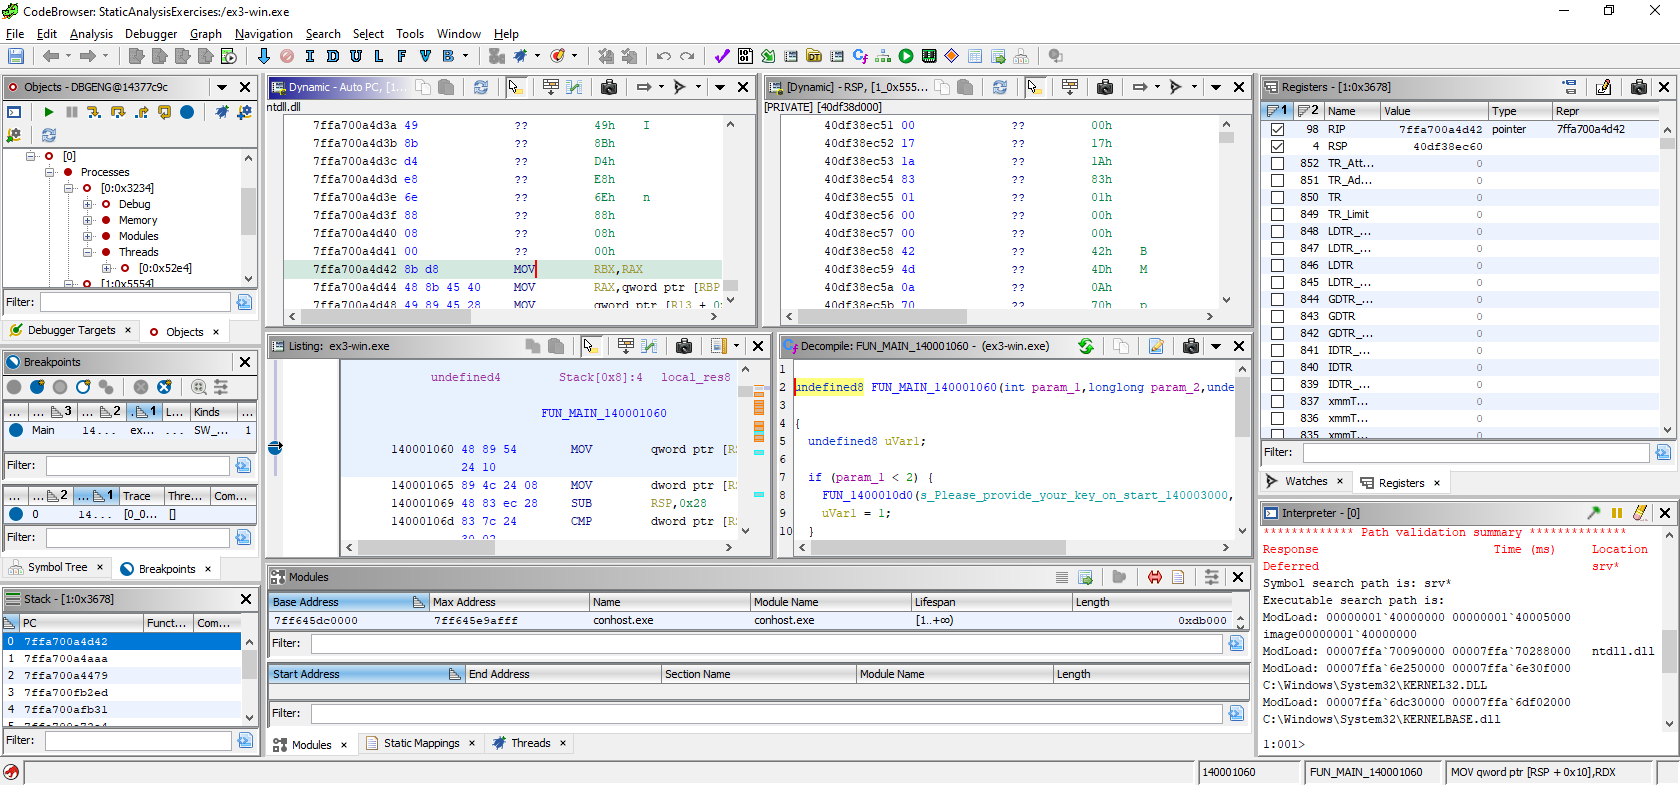 CodeBrowser: StaticAnalysisExercises:/ex3-win.exe
File Edit Analysis Debugger Graph Navigation Search Select Tools Window Help
I D U L F V B
Objects - DBGENG@14377c9c
[0]
Processes
[0:0x3234]
Debug
Memory
Modules
Threads
[0:0x52e4]
[1:0x5554]
Filter:
Debugger Targets ×
Objects ×
Breakpoints
... 3 ... 2 . 1 L... Kinds ...
Main 14... ex... ... SW_... 1
Filter:
... 2 ... 1 Trace Thre... Com...
0 14... [0_0... []
Filter:
Symbol Tree ×
Breakpoints ×
Stack - [1:0x3678]
PC Funct... Com...
0 7ffa700a4d42
1 7ffa700a4aaa
2 7ffa700a4479
3 7ffa700fb2ed
4 7ffa700afb31
Filter:
Dynamic - Auto PC, [1...
ntdll.dll
7ffa700a4d3a 49 ?? 49h I
7ffa700a4d3b 8b ?? 8Bh
7ffa700a4d3c d4 ?? D4h
7ffa700a4d3d e8 ?? E8h
7ffa700a4d3e 6e ?? 6Eh n
7ffa700a4d3f 88 ?? 88h
7ffa700a4d40 08 ?? 08h
7ffa700a4d41 00 ?? 00h
7ffa700a4d42 8b d8 MOV RBX,RAX
7ffa700a4d44 48 8b 45 40 MOV RAX,qword ptr [RBP
7ffa700a4d48 49 89 45 28 MOV qword ptr [R13 + 0
[Dynamic] - RSP, [1_0x555...
[PRIVATE] [40df38d000]
40df38ec51 00 ?? 00h
40df38ec52 17 ?? 17h
40df38ec53 1a ?? 1Ah
40df38ec54 83 ?? 83h
40df38ec55 01 ?? 01h
40df38ec56 00 ?? 00h
40df38ec57 00 ?? 00h
40df38ec58 42 ?? 42h B
40df38ec59 4d ?? 4Dh M
40df38ec5a 0a ?? 0Ah
40df38ec5b 70 ?? 70h p
Listing: ex3-win.exe
undefined4 Stack[0x8]:4 local_res8
FUN_MAIN_140001060
140001060 48 89 54 MOV qword ptr [R
24 10
140001065 89 4c 24 08 MOV dword ptr [R
140001069 48 83 ec 28 SUB RSP,0x28
14000106d 83 7c 24 CMP dword ptr [R
30 02
Decompile: FUN_MAIN_140001060 - (ex3-win.exe)
1
2 undefined8 FUN_MAIN_140001060(int param_1,longlong param_2,unde
3
4 {
5 undefined8 uVar1;
6
7 if (param_1 < 2) {
8 FUN_1400010d0(s_Please_provide_your_key_on_start_140003000,
9 uVar1 = 1;
10 }
Modules
Base Address Max Address Name Module Name Lifespan Length
7ff645dc0000 7ff645e9afff conhost.exe conhost.exe [1..+∞) 0xdb000
Filter:
Start Address End Address Section Name Module Name Length
Filter:
Modules ×
Static Mappings ×
Threads ×
Registers - [1:0x3678]
1 2 Name Value Type Repr
98 RIP 7ffa700a4d42 pointer 7ffa700a4d42
4 RSP 40df38ec60
852 TR_Att... 0
851 TR_Ad... 0
850 TR 0
849 TR_Limit 0
848 LDTR_... 0
847 LDTR_... 0
846 LDTR 0
845 LDTR_... 0
844 GDTR_... 0
843 GDTR 0
842 GDTR_... 0
841 IDTR_... 0
840 IDTR 0
839 IDTR_... 0
837 xmmT... 0
836 xmmT... 0
835 xmmT... 0
Filter:
Watches ×
Registers ×
Interpreter - [0]
************* Path validation summary **************
Response Time (ms) Location
Deferred srv*
Symbol search path is: srv*
Executable search path is:
ModLoad: 00000001`40000000 00000001`40005000
image00000001`40000000
ModLoad: 00007ffa`70090000 00007ffa`70288000 ntdll.dll
ModLoad: 00007ffa`6e250000 00007ffa`6e30f000
C:\Windows\System32\KERNEL32.DLL
ModLoad: 00007ffa`6dc30000 00007ffa`6df02000
C:\Windows\System32\KERNELBASE.dll
1:001>
140001060
FUN_MAIN_140001060
MOV qword ptr [RSP + 0x10],RDX